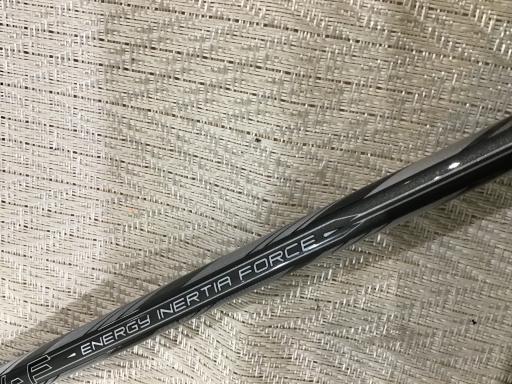 - ENERGY INERTIA FORCE -